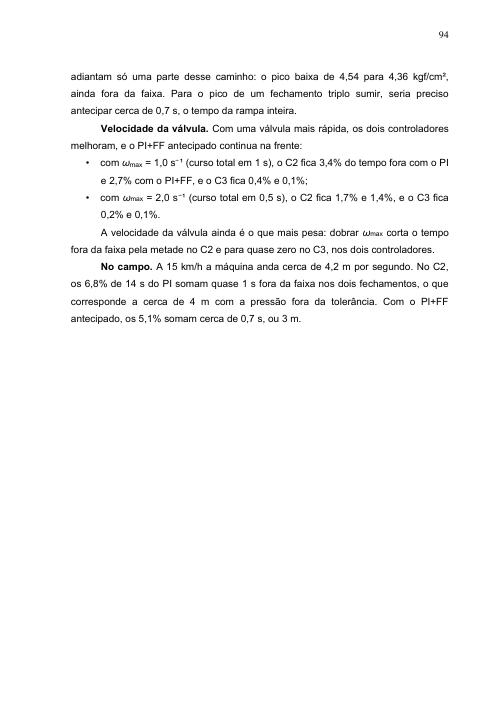 94
adiantam só uma parte desse caminho: o pico baixa de 4,54 para 4,36 kgf/cm²,
ainda fora da faixa. Para o pico de um fechamento triplo sumir, seria preciso
antecipar cerca de 0,7 s, o tempo da rampa inteira.
Velocidade da válvula. Com uma válvula mais rápida, os dois controladores
melhoram, e o PI+FF antecipado continua na frente:
• com ωmax = 1,0 s⁻¹ (curso total em 1 s), o C2 fica 3,4% do tempo fora com o PI
e 2,7% com o PI+FF, e o C3 fica 0,4% e 0,1%;
• com ωmax = 2,0 s⁻¹ (curso total em 0,5 s), o C2 fica 1,7% e 1,4%, e o C3 fica
0,2% e 0,1%.
A velocidade da válvula ainda é o que mais pesa: dobrar ωmax corta o tempo
fora da faixa pela metade no C2 e para quase zero no C3, nos dois controladores.
No campo. A 15 km/h a máquina anda cerca de 4,2 m por segundo. No C2,
os 6,8% de 14 s do PI somam quase 1 s fora da faixa nos dois fechamentos, o que
corresponde a cerca de 4 m com a pressão fora da tolerância. Com o PI+FF
antecipado, os 5,1% somam cerca de 0,7 s, ou 3 m.